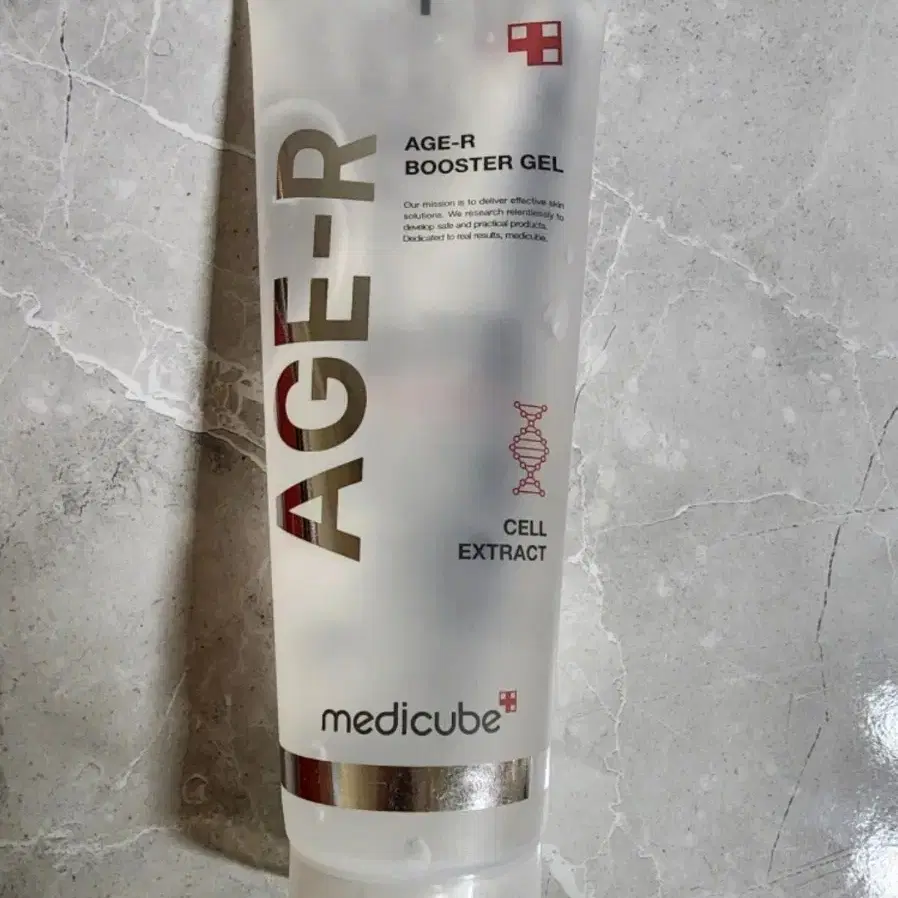 AGE-R
AGE-R
BOOSTER GEL
Our mission is to deliver effective skin
solutions. We research relentlessly to
develop safe and practical products.
Dedicated to real results, medicube.
CELL
EXTRACT
medicube